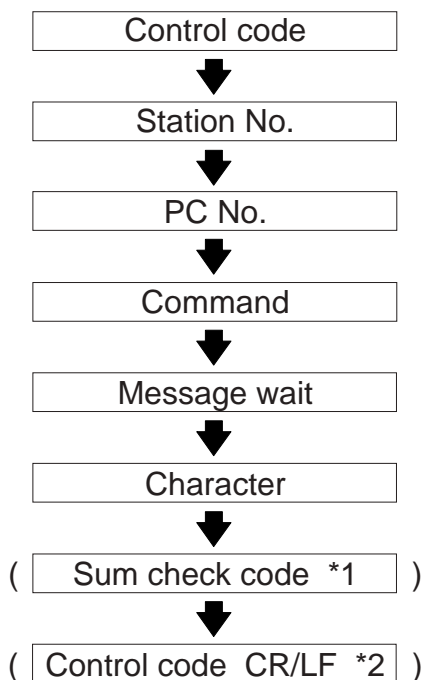 Control code
Station No.
PC No.
Command
Message wait
Character
( Sum check code *1 )
( Control code CR/LF *2 )